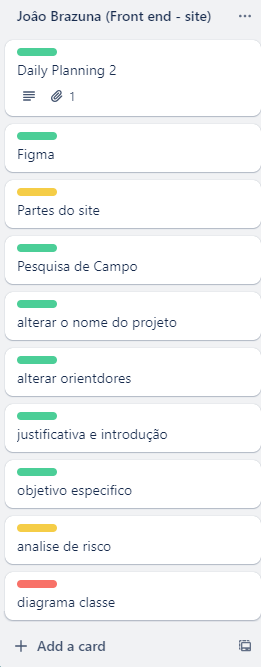 Joâo Brazuna (Front end - site)
Daily Planning 2
1
Figma
Partes do site
Pesquisa de Campo
alterar o nome do projeto
alterar orientdores
justificativa e introdução
objetivo especifico
analise de risco
diagrama classe
Add a card